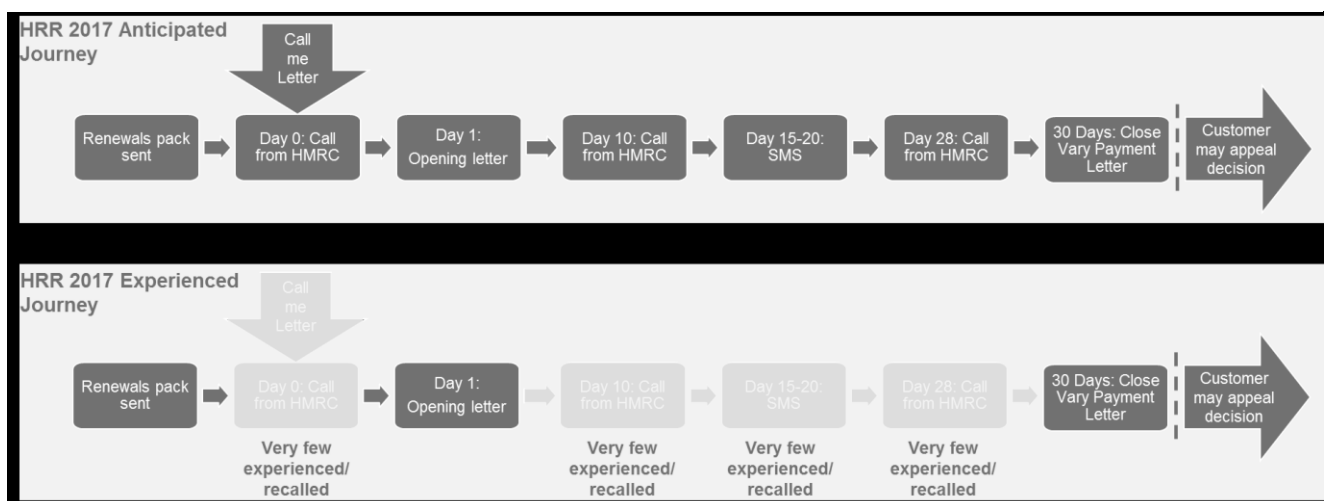 HRR 2017 Anticipated
Journey
Call
me
Letter
Renewals pack
sent
Day 0: Call
from HMRC
Day 1:
Opening letter
Day 10: Call
from HMRC
Day 15-20:
SMS
Day 28: Call
from HMRC
30 Days: Close
Vary Payment
Letter
Customer
may appeal
decision
HRR 2017 Experienced
Journey
Call
me
Letter
Renewals pack
sent
Day 0: Call
from HMRC
Day 1:
Opening letter
Day 10: Call
from HMRC
Day 15-20:
SMS
Day 28: Call
from HMRC
30 Days: Close
Vary Payment
Letter
Customer
may appeal
decision
Very few
experienced/
recalled
Very few
experienced/
recalled
Very few
experienced/
recalled
Very few
experienced/
recalled